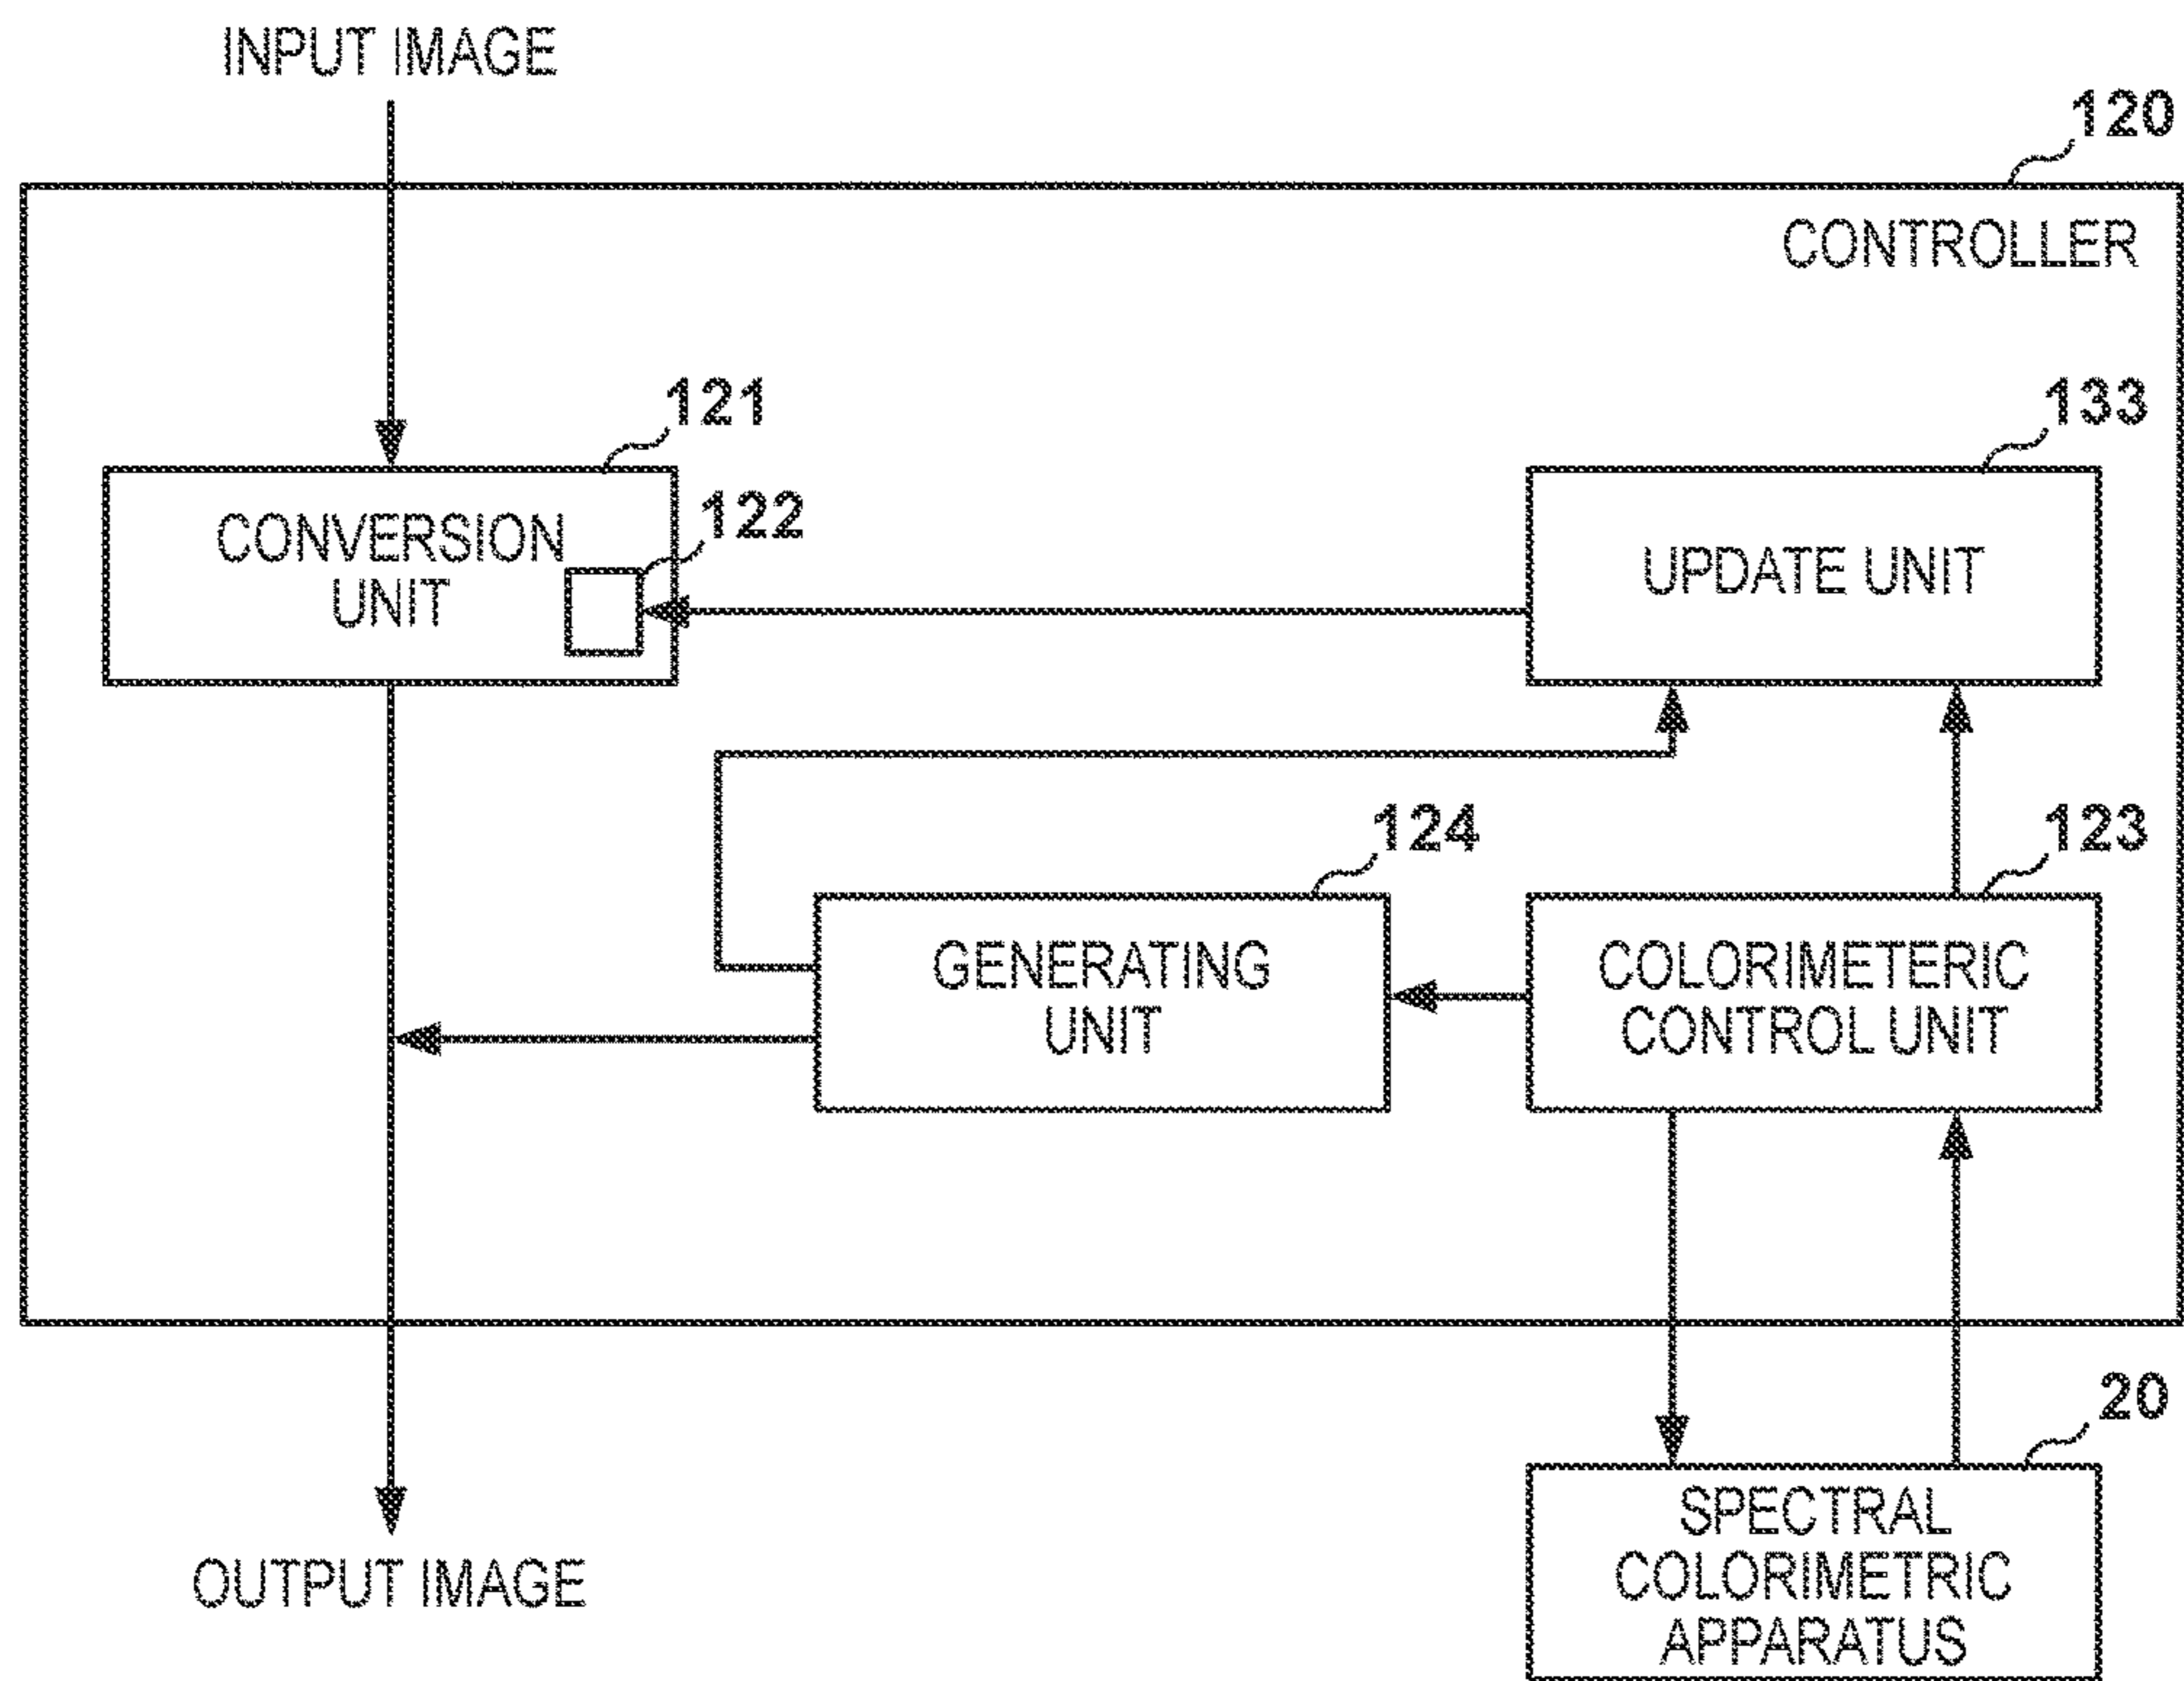 INPUT IMAGE
120
CONTROLLER
121
133
122
CONVERSION
UNIT
UPDATE UNIT
124
123
GENERATING
UNIT
COLORIMETERIC
CONTROL UNIT
20
SPECTRAL
COLORIMETRIC
APPARATUS
OUTPUT IMAGE